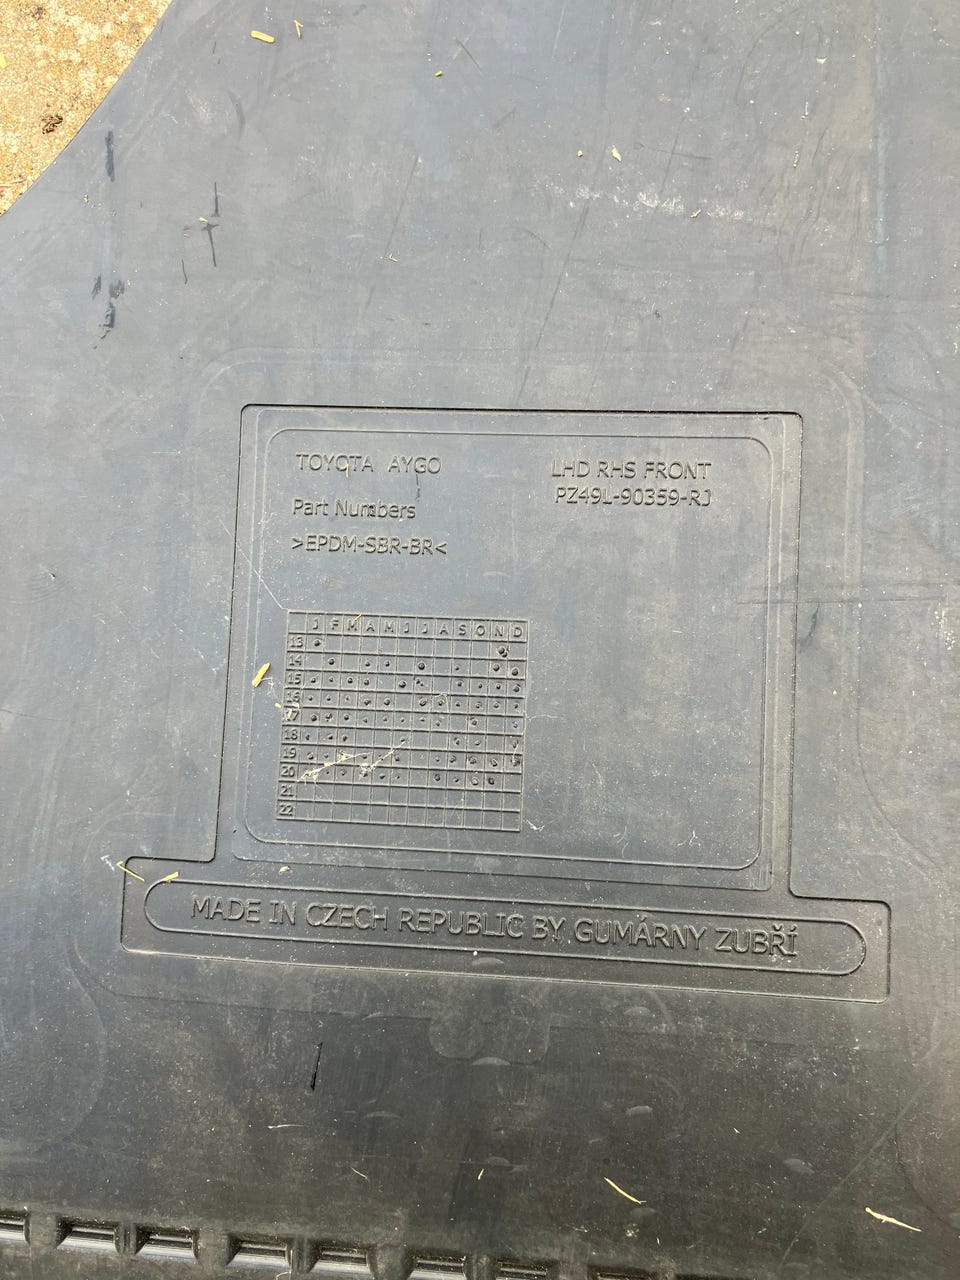 TOYOTA AYGO
LHD RHS FRONT
Part Numbers
PZ49L-90359-RJ
>EPDM-SBR-BR<
J F M A M J J A S O N D
13
14
15
16
17
18
19
20
21
22
MADE IN CZECH REPUBLIC BY GUMÁRNY ZUBŘÍ